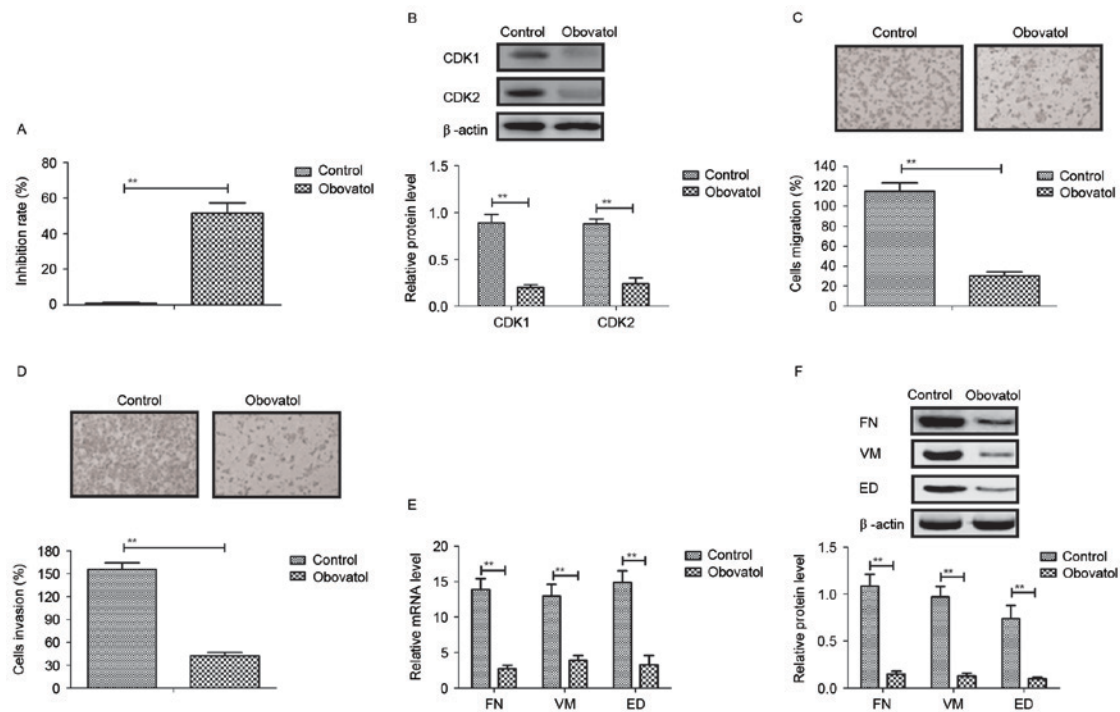 A
Inhibition rate (%)
80
60
40
20
0
**
Control
Obovatol
B
Control Obovatol
CDK1
CDK2
β -actin
Relative protein level
1.5
1.0
0.5
0.0
** **
CDK1 CDK2
Control
Obovatol
C
Control Obovatol
Cells migration (%)
140
120
100
80
60
40
20
0
**
Control
Obovatol
D
Control Obovatol
Cells invasion (%)
180
150
120
90
60
30
0
**
Control
Obovatol
E
Relative mRNA level
20
15
10
5
0
** ** **
FN VM ED
Control
Obovatol
F
Control Obovatol
FN
VM
ED
β -actin
Relative protein level
1.5
1.0
0.5
0.0
** ** **
FN VM ED
Control
Obovatol